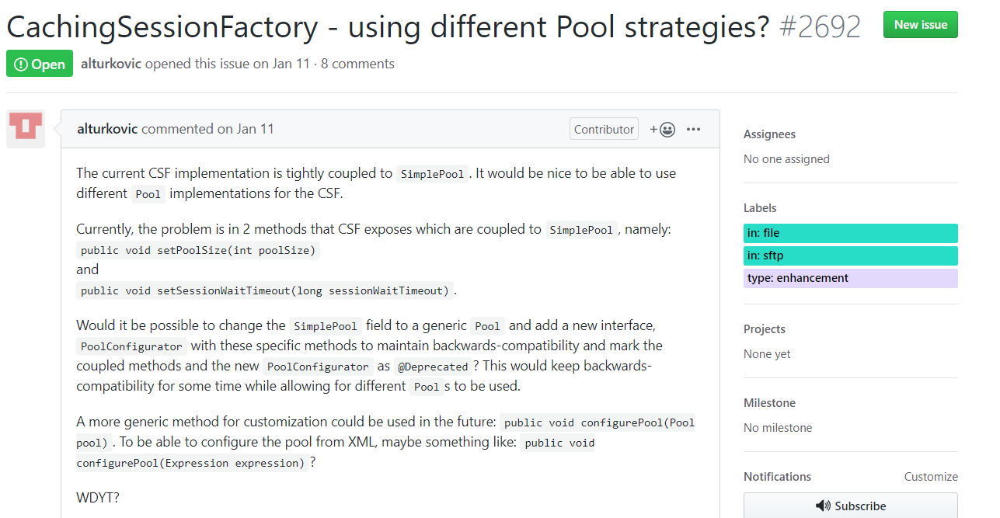 CachingSessionFactory - using different Pool strategies? #2692
New issue
Open alturkovic opened this issue on Jan 11 · 8 comments
alturkovic commented on Jan 11
Contributor
The current CSF implementation is tightly coupled to SimplePool. It would be nice to be able to use
different Pool implementations for the CSF.
Currently, the problem is in 2 methods that CSF exposes which are coupled to SimplePool, namely:
public void setPoolSize(int poolSize)
and
public void setSessionWaitTimeout(long sessionWaitTimeout).
Would it be possible to change the SimplePool field to a generic Pool and add a new interface,
PoolConfigurator with these specific methods to maintain backwards-compatibility and mark the
coupled methods and the new PoolConfigurator as @Deprecated? This would keep backwards-
compatibility for some time while allowing for different Pools to be used.
A more generic method for customization could be used in the future: public void configurePool(Pool
pool). To be able to configure the pool from XML, maybe something like: public void
configurePool(Expression expression)?
WDYT?
Assignees
No one assigned
Labels
in: file
in: sftp
type: enhancement
Projects
None yet
Milestone
No milestone
Notifications
Customize
Subscribe